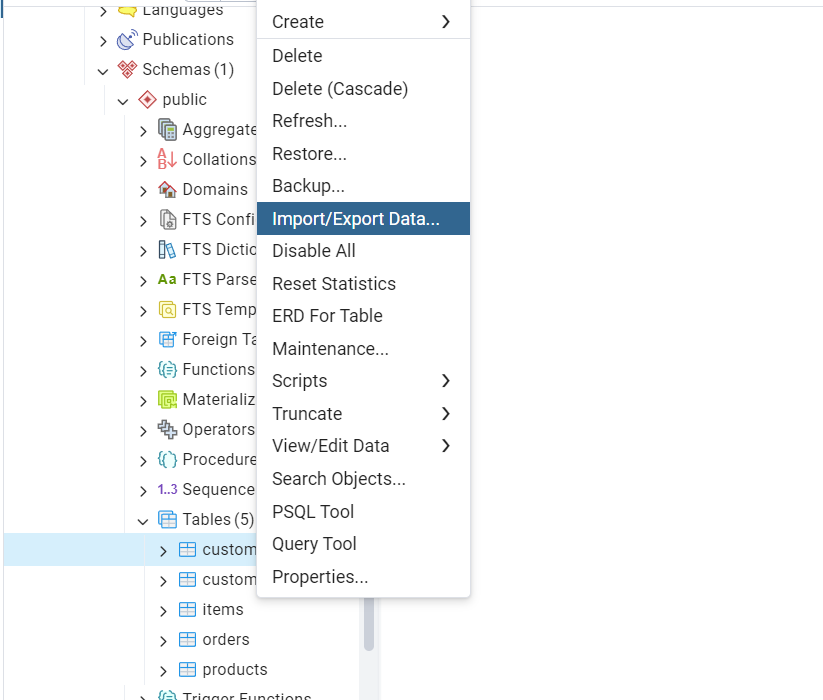 Languages
Publications
Schemas (1)
public
Aggregate
Collations
Domains
FTS Confi
FTS Dictio
FTS Parse
FTS Temp
Foreign Ta
Functions
Materializ
Operators
Procedure
1..3 Sequence
Tables (5)
custom
custom
items
orders
products
Trigger Functions
Create
Delete
Delete (Cascade)
Refresh...
Restore...
Backup...
Import/Export Data...
Disable All
Reset Statistics
ERD For Table
Maintenance...
Scripts
Truncate
View/Edit Data
Search Objects...
PSQL Tool
Query Tool
Properties...